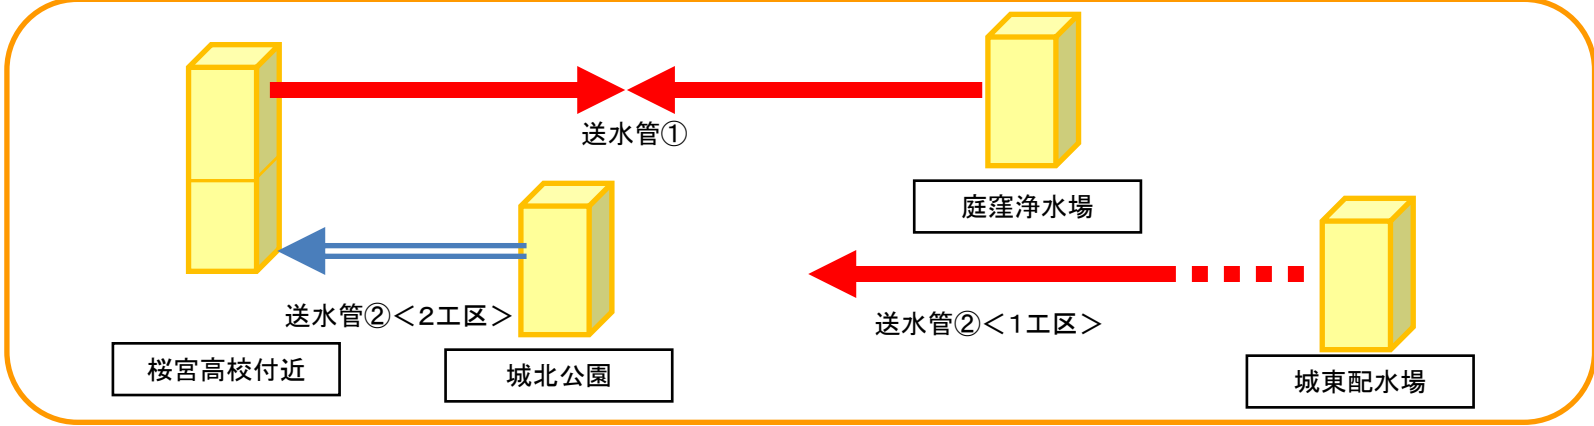 送水管①
庭窪浄水場
送水管②＜2工区＞
送水管②＜1工区＞
桜宮高校付近
城北公園
城東配水場